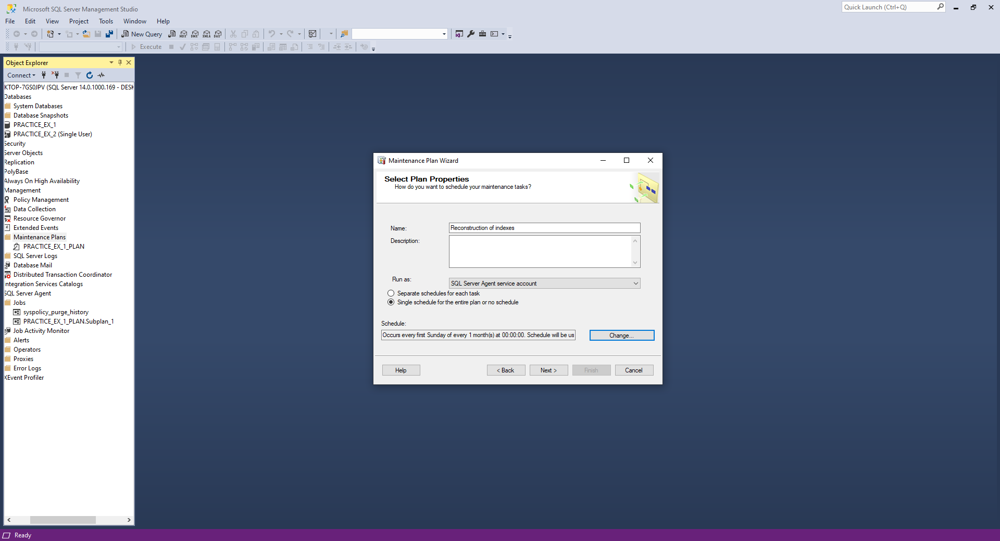 Microsoft SQL Server Management Studio
Quick Launch (Ctrl+Q)
File Edit View Project Tools Window Help
New Query
MDX DMX XMLA DAX
Execute
Object Explorer
Connect
KTOP-7GS0JPV (SQL Server 14.0.1000.169 - DESK
Databases
System Databases
Database Snapshots
PRACTICE_EX_1
PRACTICE_EX_2 (Single User)
Security
Server Objects
Replication
PolyBase
Always On High Availability
Management
Policy Management
Data Collection
Resource Governor
Extended Events
Maintenance Plans
PRACTICE_EX_1_PLAN
SQL Server Logs
Database Mail
Distributed Transaction Coordinator
ntegration Services Catalogs
SQL Server Agent
Jobs
syspolicy_purge_history
PRACTICE_EX_1_PLAN.Subplan_1
Job Activity Monitor
Alerts
Operators
Proxies
Error Logs
XEvent Profiler
Maintenance Plan Wizard
Select Plan Properties
How do you want to schedule your maintenance tasks?
Name: Reconstruction of indexes
Description:
Run as: SQL Server Agent service account
Separate schedules for each task
Single schedule for the entire plan or no schedule
Schedule:
Occurs every first Sunday of every 1 month(s) at 00:00:00. Schedule will be us
Change...
Help < Back Next > Finish Cancel
Ready